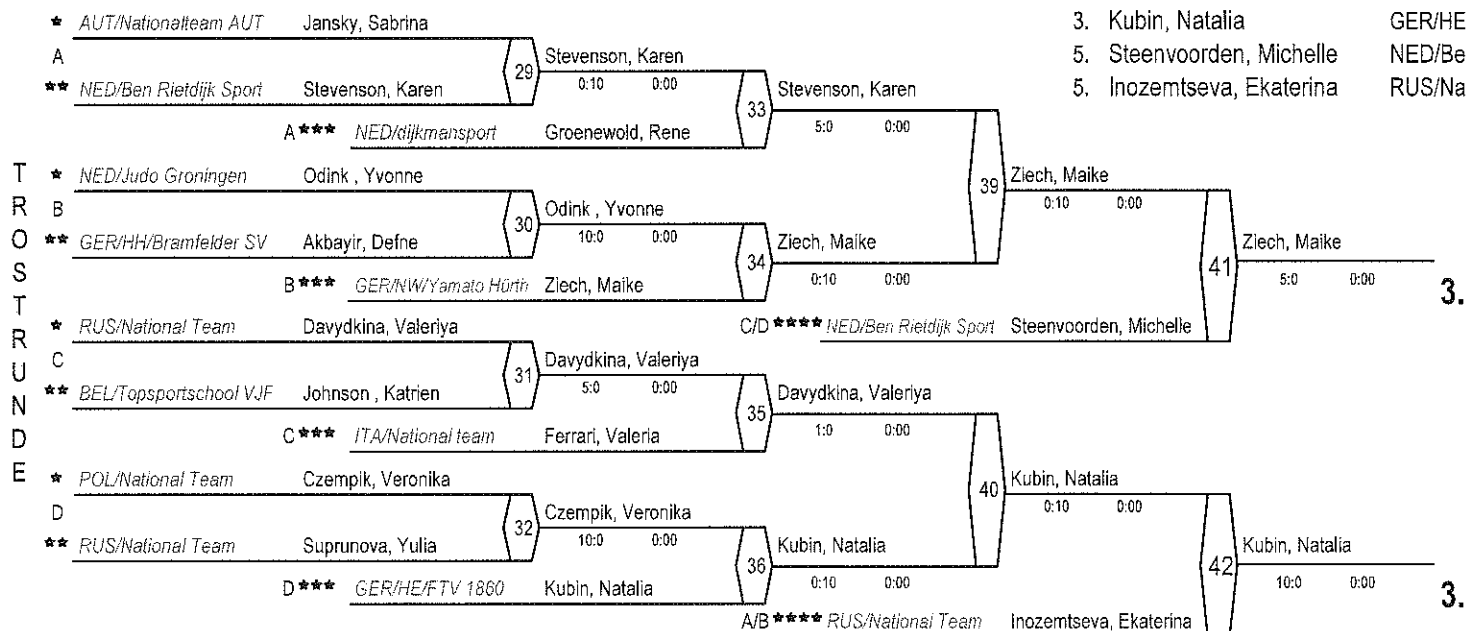 ★ AUT/Nationalteam AUT Jansky, Sabrina
3. Kubin, Natalia GER/HE
A
Stevenson, Karen
5. Steenvoorden, Michelle NED/Be
29
★★ NED/Ben Rietdijk Sport Stevenson, Karen
0:10 0:00
Stevenson, Karen
5. Inozemtseva, Ekaterina RUS/Na
33
5:0 0:00
A★★★ NED/dijkmansport Groenewold, Rene
TROSTRUNDE
★ NED/Judo Groningen Odink , Yvonne
39
Ziech, Maike
0:10 0:00
B
Odink , Yvonne
30
10:0 0:00
★★ GER/HH/Bramfelder SV Akbayir, Defne
Ziech, Maike
Ziech, Maike
34
0:10 0:00
41
5:0 0:00
B★★★ GER/NW/Yamato Hürth Ziech, Maike
3.
★ RUS/National Team Davydkina, Valeriya
C/D★★★★ NED/Ben Rietdijk Sport Steenvoorden, Michelle
C
Davydkina, Valeriya
31
5:0 0:00
★★ BEL/Topsportschool VJF Johnson , Katrien
Davydkina, Valeriya
35
1:0 0:00
C★★★ ITA/National team Ferrari, Valeria
★ POL/National Team Czempik, Veronika
40
Kubin, Natalia
0:10 0:00
D
Czempik, Veronika
32
10:0 0:00
★★ RUS/National Team Suprunova, Yulia
Kubin, Natalia
Kubin, Natalia
36
0:10 0:00
42
10:0 0:00
D★★★ GER/HE/FTV 1860 Kubin, Natalia
3.
A/B★★★★ RUS/National Team Inozemtseva, Ekaterina